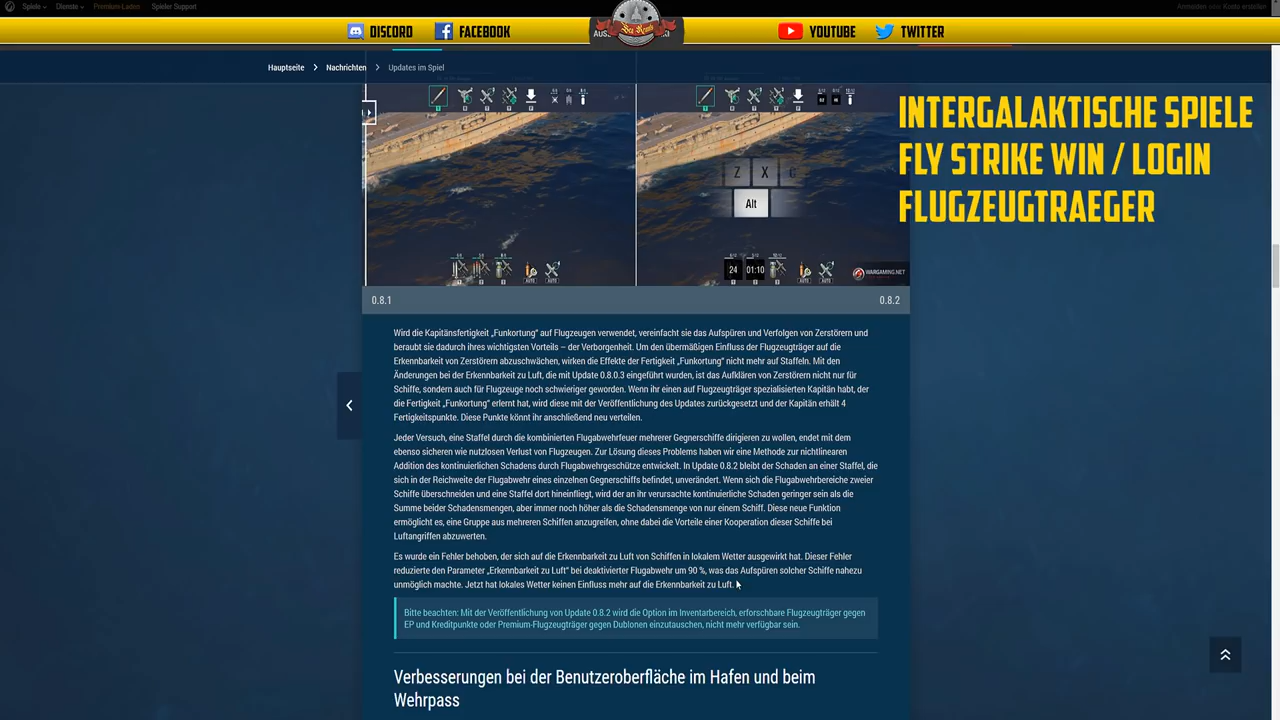 Spiele
Dienste
Premium-Laden
Spieler Support
Anmelden oder Konto erstellen
DISCORD
FACEBOOK
YOUTUBE
TWITTER
Hauptseite > Nachrichten > Updates im Spiel
INTERGALAKTISCHE SPIELE
FLY STRIKE WIN / LOGIN
FLUGZEUGTRAEGER
Z X C
Alt
24 01:10
AUTO AUTO AUTO AUTO
WARGAMING.NET
0.8.1
0.8.2
Wird die Kapitänsfertigkeit „Funkortung“ auf Flugzeugen verwendet, vereinfacht sie das Aufspüren und Verfolgen von Zerstörern und
beraubt sie dadurch ihres wichtigsten Vorteils – der Verborgenheit. Um den übermäßigen Einfluss der Flugzeugträger auf die
Erkennbarkeit von Zerstörern abzuschwächen, wirken die Effekte der Fertigkeit „Funkortung“ nicht mehr auf Staffeln. Mit den
Änderungen bei der Erkennbarkeit zu Luft, die mit Update 0.8.0.3 eingeführt wurden, ist das Aufklären von Zerstörern nicht nur für
Schiffe, sondern auch für Flugzeuge noch schwieriger geworden. Wenn ihr einen auf Flugzeugträger spezialisierten Kapitän habt, der
die Fertigkeit „Funkortung“ erlernt hat, wird diese mit der Veröffentlichung des Updates zurückgesetzt und der Kapitän erhält 4
Fertigkeitspunkte. Diese Punkte könnt ihr anschließend neu verteilen.
Jeder Versuch, eine Staffel durch die kombinierten Flugabwehrfeuer mehrerer Gegnerschiffe dirigieren zu wollen, endet mit dem
ebenso sicheren wie nutzlosen Verlust von Flugzeugen. Zur Lösung dieses Problems haben wir eine Methode zur nichtlinearen
Addition des kontinuierlichen Schadens durch Flugabwehrgeschütze entwickelt. In Update 0.8.2 bleibt der Schaden an einer Staffel, die
sich in der Reichweite der Flugabwehr eines einzelnen Gegnerschiffs befindet, unverändert. Wenn sich die Flugabwehrbereiche zweier
Schiffe überschneiden und eine Staffel dort hineinfliegt, wird der an ihr verursachte kontinuierliche Schaden geringer sein als die
Summe beider Schadensmengen, aber immer noch höher als die Schadensmenge von nur einem Schiff. Diese neue Funktion
ermöglicht es, eine Gruppe aus mehreren Schiffen anzugreifen, ohne dabei die Vorteile einer Kooperation dieser Schiffe bei
Luftangriffen abzuwerten.
Es wurde ein Fehler behoben, der sich auf die Erkennbarkeit zu Luft von Schiffen in lokalem Wetter ausgewirkt hat. Dieser Fehler
reduzierte den Parameter „Erkennbarkeit zu Luft“ bei deaktivierter Flugabwehr um 90 %, was das Aufspüren solcher Schiffe nahezu
unmöglich machte. Jetzt hat lokales Wetter keinen Einfluss mehr auf die Erkennbarkeit zu Luft.
Bitte beachten: Mit der Veröffentlichung von Update 0.8.2 wird die Option im Inventarbereich, erforschbare Flugzeugträger gegen
EP und Kreditpunkte oder Premium-Flugzeugträger gegen Dublonen einzutauschen, nicht mehr verfügbar sein.
Verbesserungen bei der Benutzeroberfläche im Hafen und beim
Wehrpass